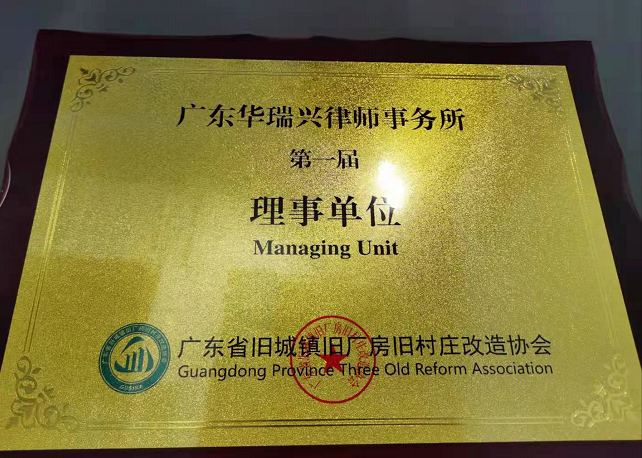 广东华瑞兴律师事务所
第一届
理事单位
Managing Unit
广东省旧城镇旧厂房旧村庄改造协会
Guangdong Province Three Old Reform Association